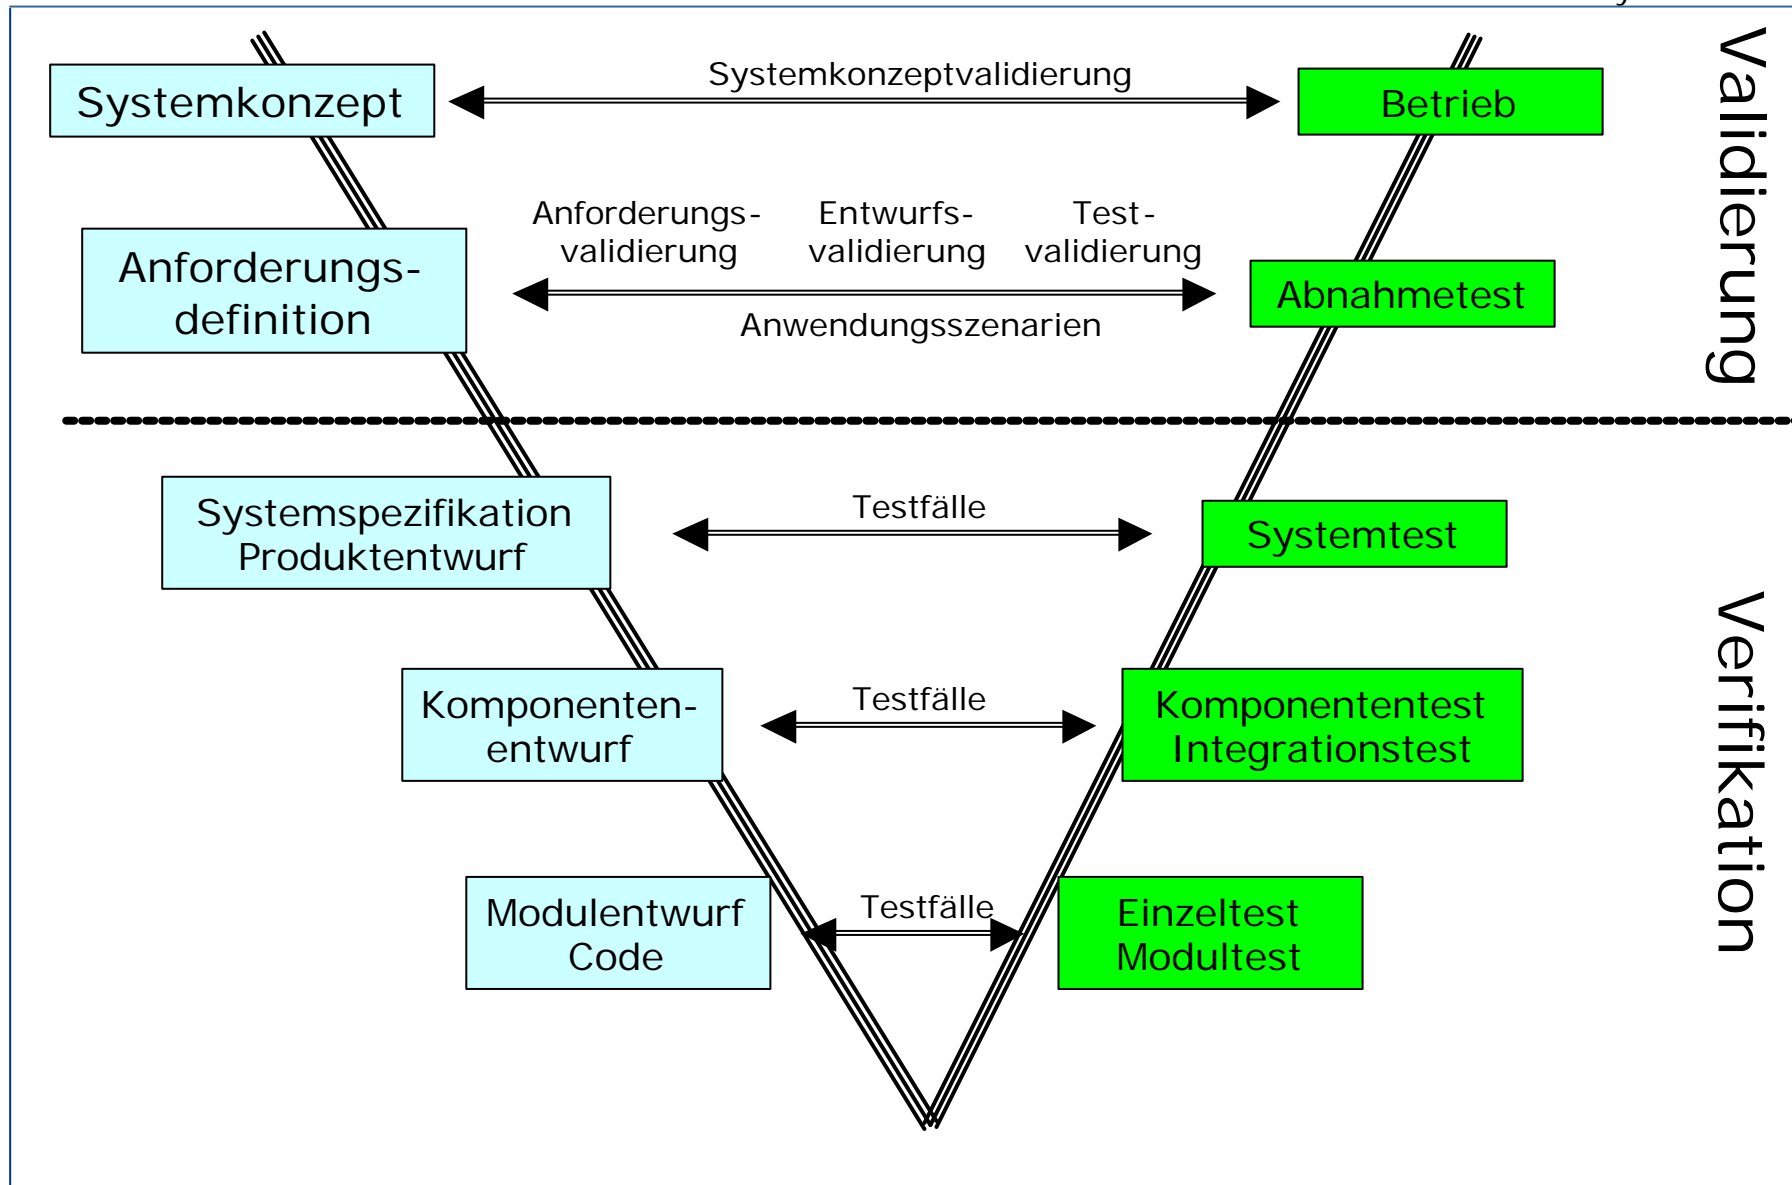 Systemkonzept
Systemkonzeptvalidierung
Betrieb
Anforderungs-
definition
Anforderungs-
validierung
Entwurfs-
validierung
Test-
validierung
Anwendungsszenarien
Abnahmetest
Validierung
Systemspezifikation
Produktentwurf
Testfälle
Systemtest
Komponenten-
entwurf
Testfälle
Komponententest
Integrationstest
Modulentwurf
Code
Testfälle
Einzeltest
Modultest
Verifikation